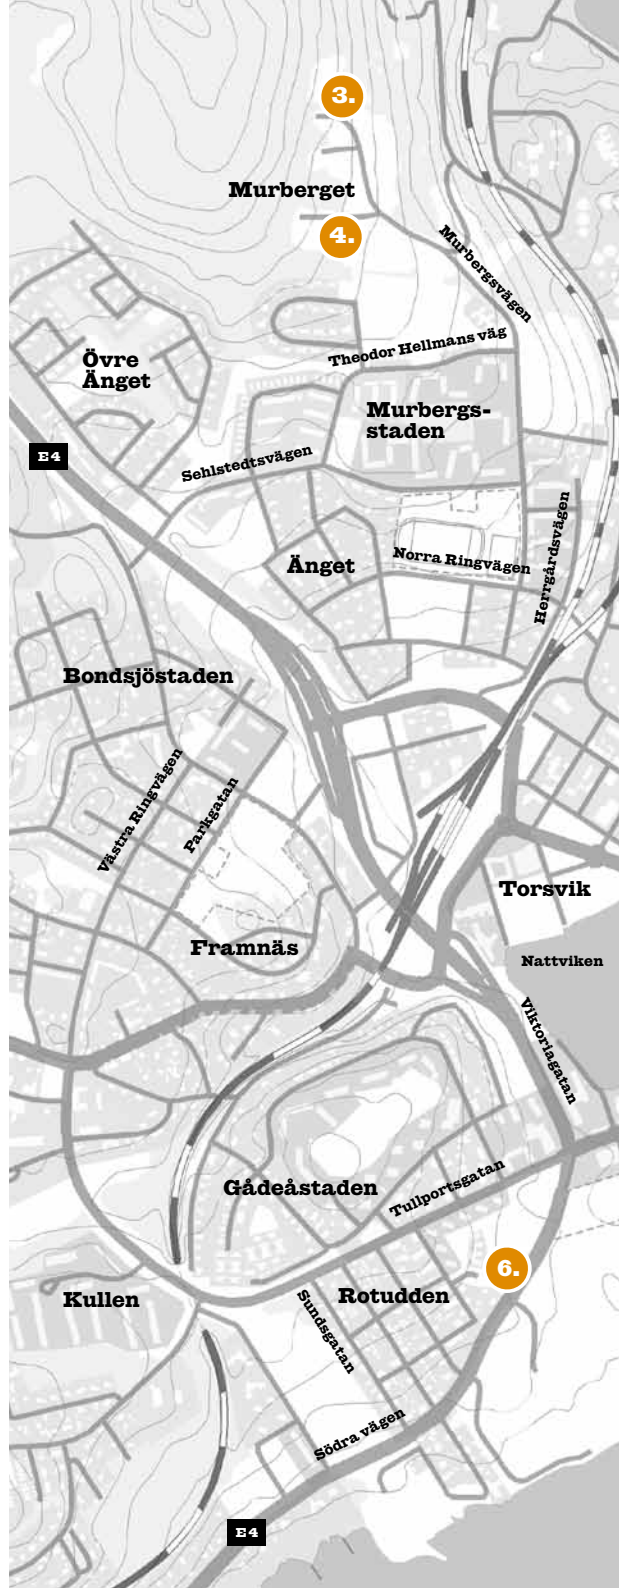 3.
Murberget
4.
Murbergsvägen
Theodor Hellmans väg
Övre
Änget
Murbergs-
staden
E4
Sehlstedtsvägen
Herrgårdsvägen
Norra Ringvägen
Änget
Bondsjöstaden
Västra Ringvägen
Parkgatan
Torsvik
Framnäs
Nattviken
Viktoriagatan
Gådeåstaden
Tullportsgatan
6.
Kullen
Rotudden
Sundsgatan
Södra vägen
E4